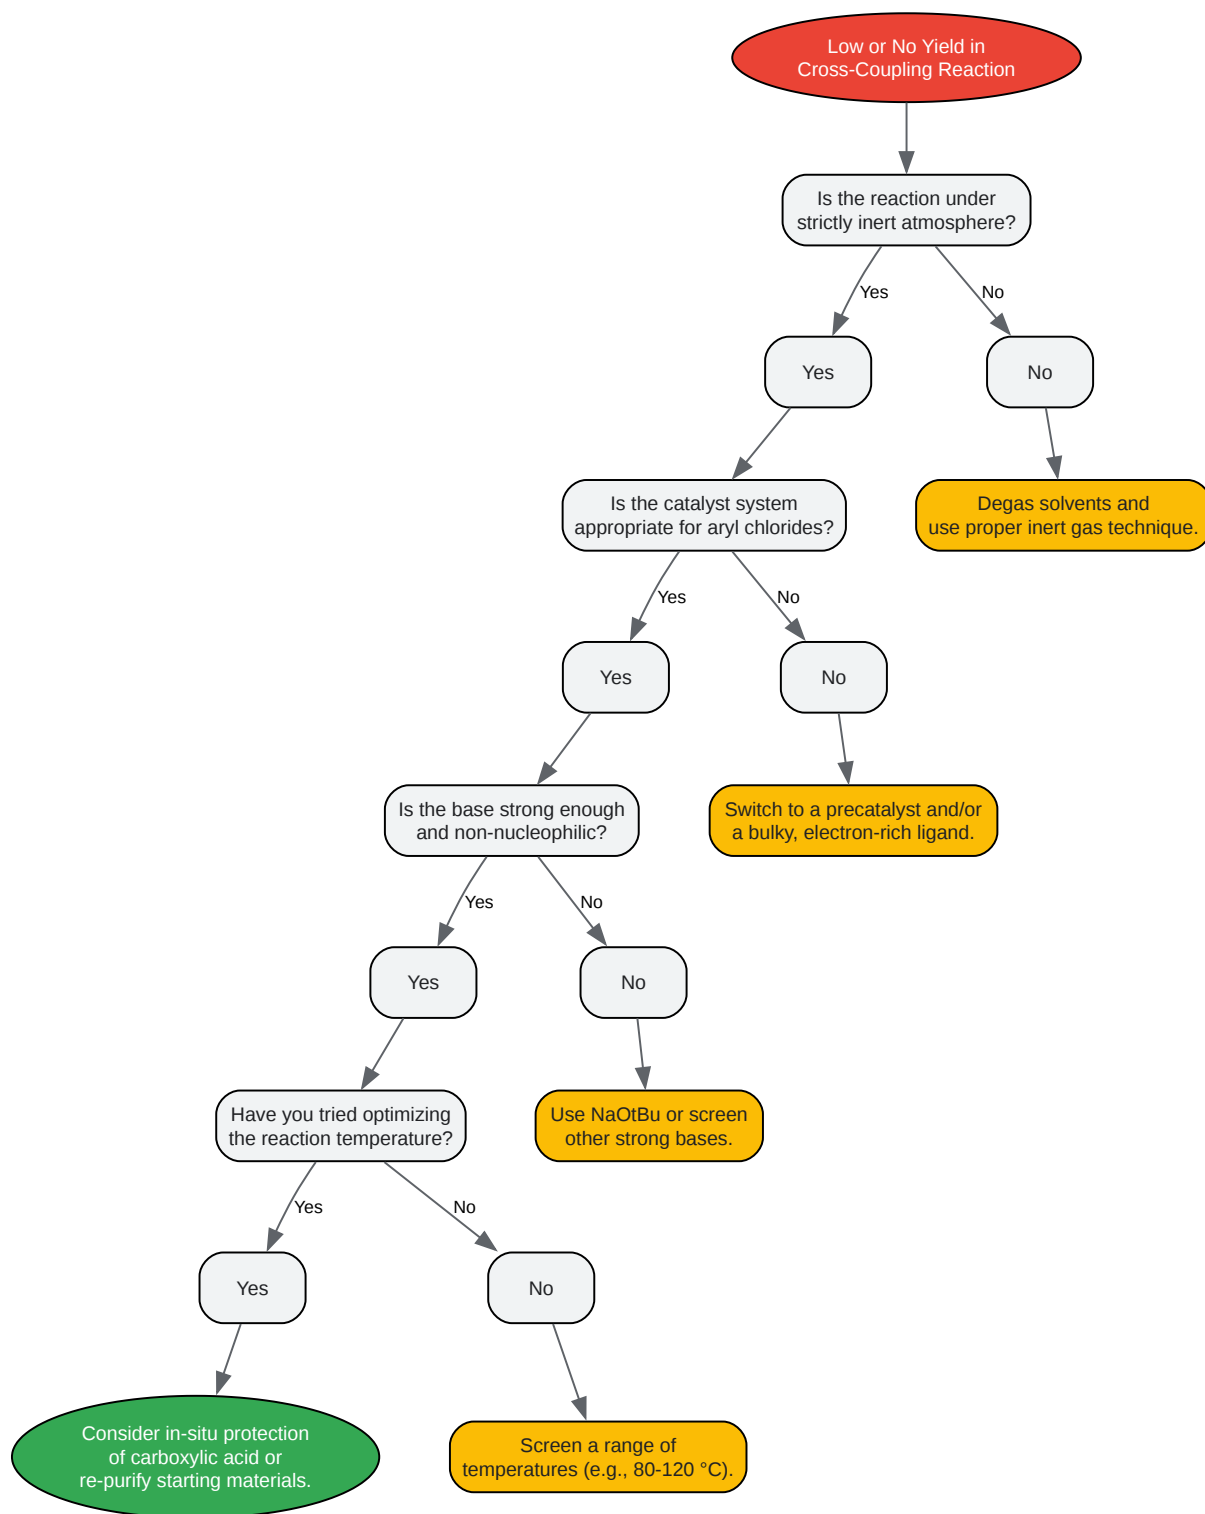 Low or No Yield in
Cross-Coupling Reaction
Is the reaction under
strictly inert atmosphere?
Yes
No
Yes
No
Is the catalyst system
appropriate for aryl chlorides?
Degas solvents and
use proper inert gas technique.
Yes
No
Yes
No
Is the base strong enough
and non-nucleophilic?
Switch to a precatalyst and/or
a bulky, electron-rich ligand.
Yes
No
Yes
No
Have you tried optimizing
the reaction temperature?
Use NaOtBu or screen
other strong bases.
Yes
No
Yes
No
Consider in-situ protection
of carboxylic acid or
re-purify starting materials.
Screen a range of
temperatures (e.g., 80-120 °C).